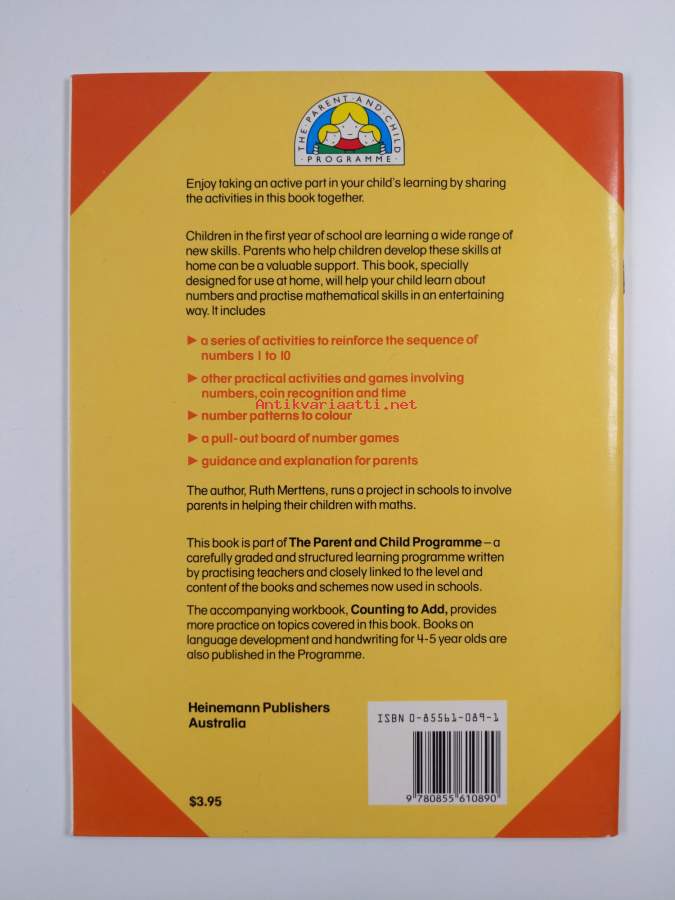 THE · PARENT · AND · CHILD
· PROGRAMME ·
Enjoy taking an active part in your child's learning by sharing
the activities in this book together.
Children in the first year of school are learning a wide range of
new skills. Parents who help children develop these skills at
home can be a valuable support. This book, specially
designed for use at home, will help your child learn about
numbers and practise mathematical skills in an entertaining
way. It includes
► a series of activities to reinforce the sequence of
numbers 1 to 10
► other practical activities and games involving
numbers, coin recognition and time
Antikvariaatti.net
► number patterns to colour
► a pull-out board of number games
► guidance and explanation for parents
The author, Ruth Merttens, runs a project in schools to involve
parents in helping their children with maths.
This book is part of The Parent and Child Programme – a
carefully graded and structured learning programme written
by practising teachers and closely linked to the level and
content of the books and schemes now used in schools.
The accompanying workbook, Counting to Add, provides
more practice on topics covered in this book. Books on
language development and handwriting for 4-5 year olds are
also published in the Programme.
Heinemann Publishers
Australia
ISBN 0-85561-089-1
9 780855 610890
$3.95